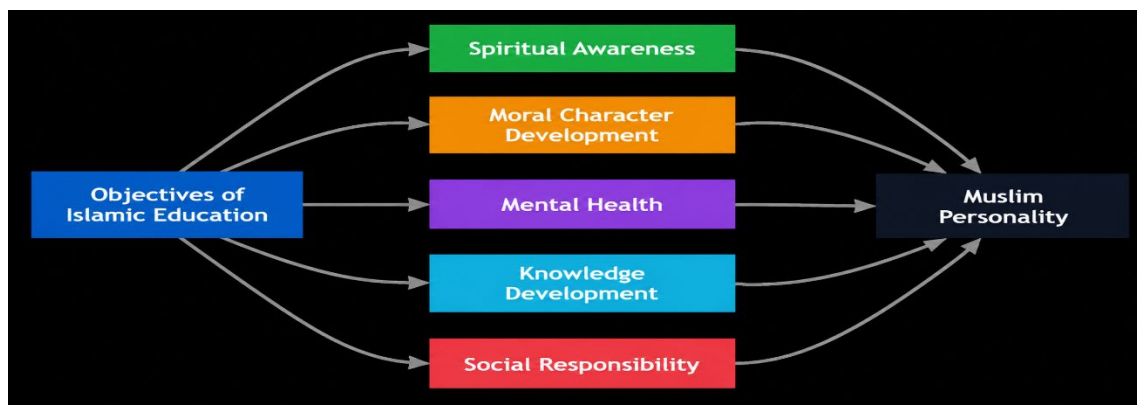 Spiritual Awareness
Moral Character
Development
Objectives of
Islamic Education
Mental Health
Muslim
Personality
Knowledge
Development
Social Responsibility